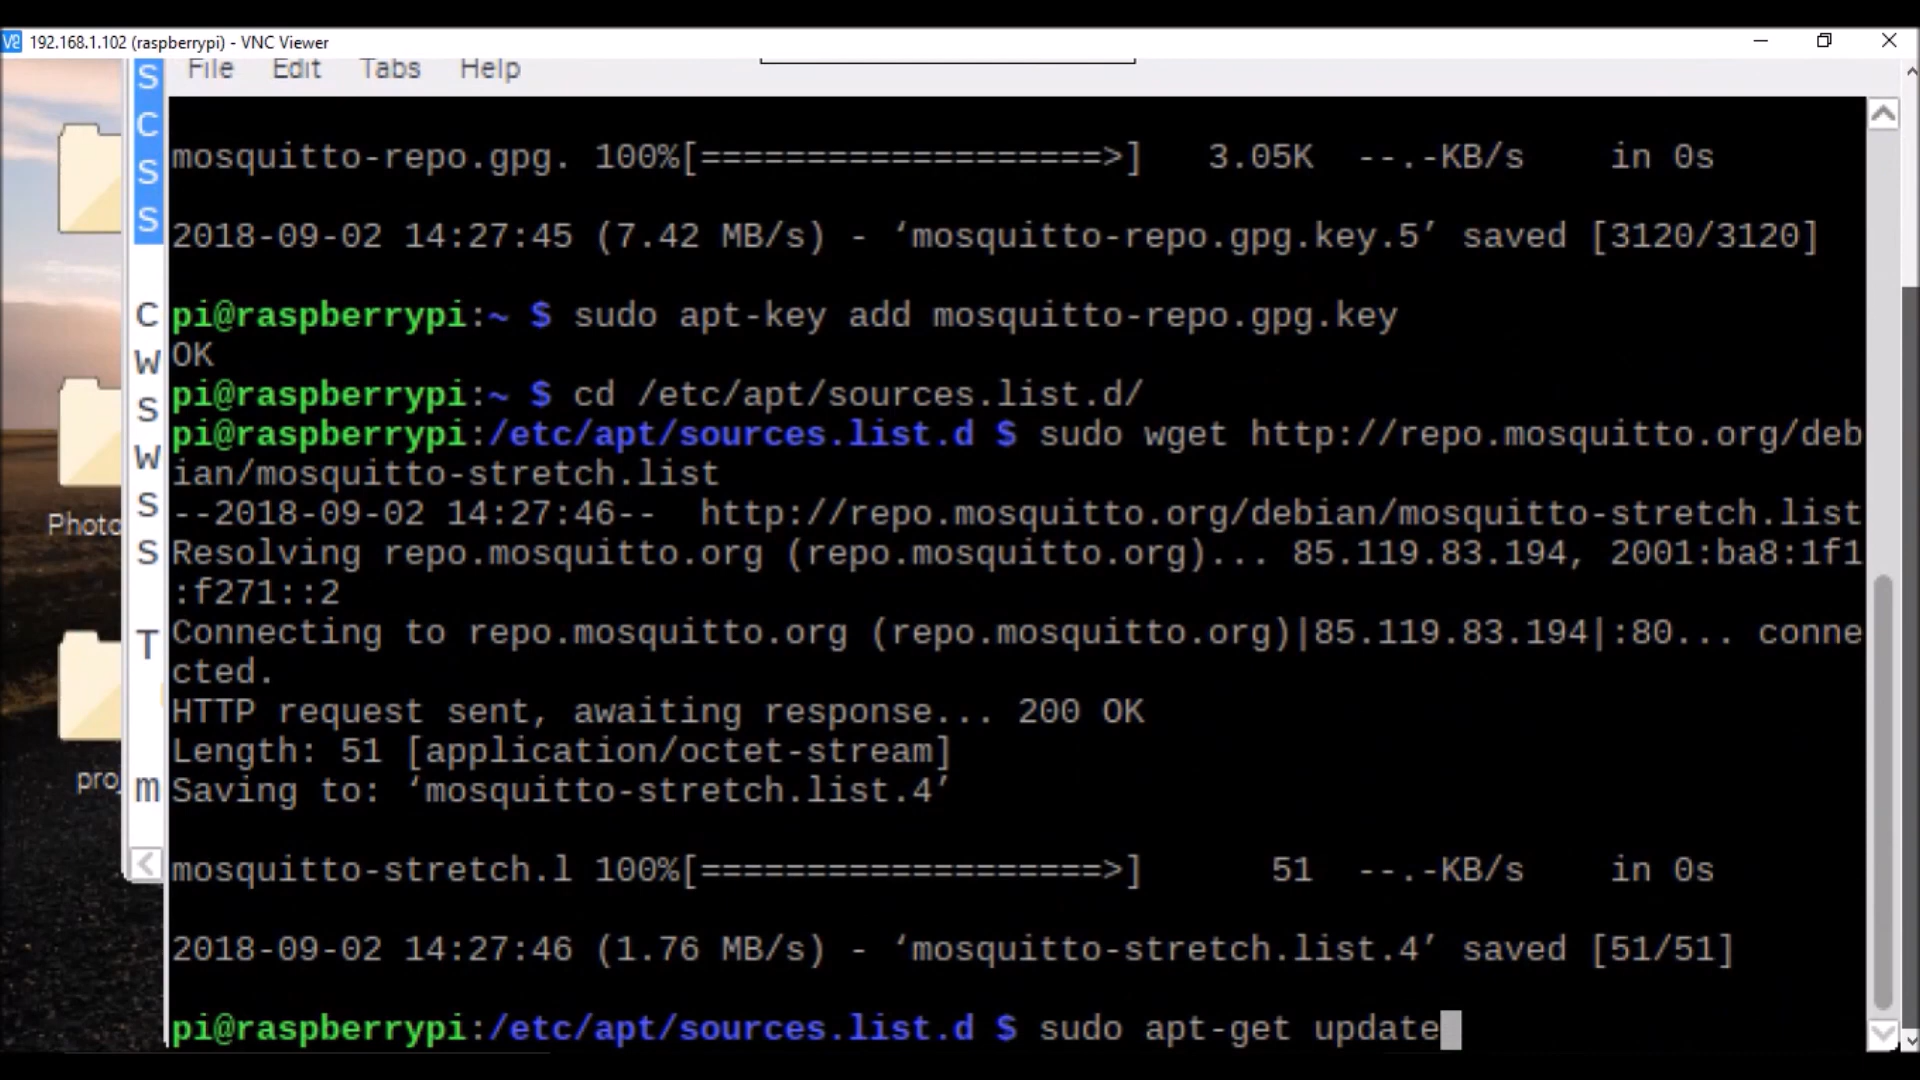 192.168.1.102 (raspberrypi) - VNC Viewer
File Edit Tabs Help
mosquitto-repo.gpg. 100%[===================>] 3.05K --.-KB/s in 0s
2018-09-02 14:27:45 (7.42 MB/s) - ‘mosquitto-repo.gpg.key.5’ saved [3120/3120]
pi@raspberrypi:~ $ sudo apt-key add mosquitto-repo.gpg.key
OK
pi@raspberrypi:~ $ cd /etc/apt/sources.list.d/
pi@raspberrypi:/etc/apt/sources.list.d $ sudo wget http://repo.mosquitto.org/deb
ian/mosquitto-stretch.list
--2018-09-02 14:27:46-- http://repo.mosquitto.org/debian/mosquitto-stretch.list
Resolving repo.mosquitto.org (repo.mosquitto.org)... 85.119.83.194, 2001:ba8:1f1
:f271::2
Connecting to repo.mosquitto.org (repo.mosquitto.org)|85.119.83.194|:80... conne
cted.
HTTP request sent, awaiting response... 200 OK
Length: 51 [application/octet-stream]
Saving to: ‘mosquitto-stretch.list.4’
mosquitto-stretch.l 100%[===================>] 51 --.-KB/s in 0s
2018-09-02 14:27:46 (1.76 MB/s) - ‘mosquitto-stretch.list.4’ saved [51/51]
pi@raspberrypi:/etc/apt/sources.list.d $ sudo apt-get update
S
C
S
S
C
W
S
W
S
S
T
m
Photo
proj